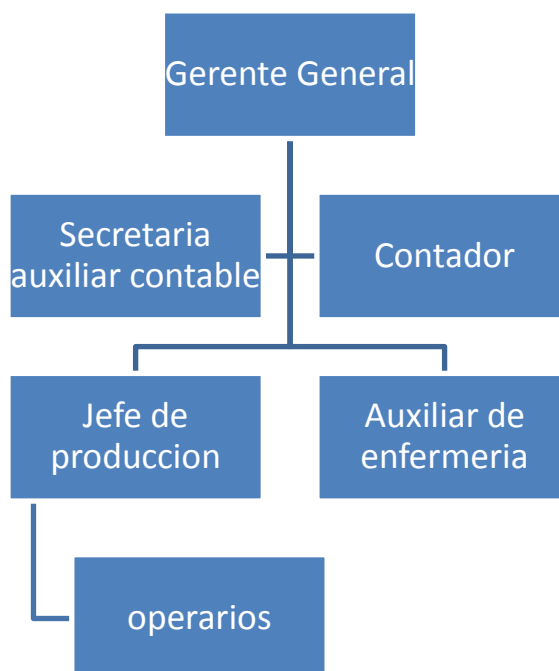 Gerente General
Secretaria
auxiliar contable
Contador
Jefe de
produccion
Auxiliar de
enfermeria
operarios